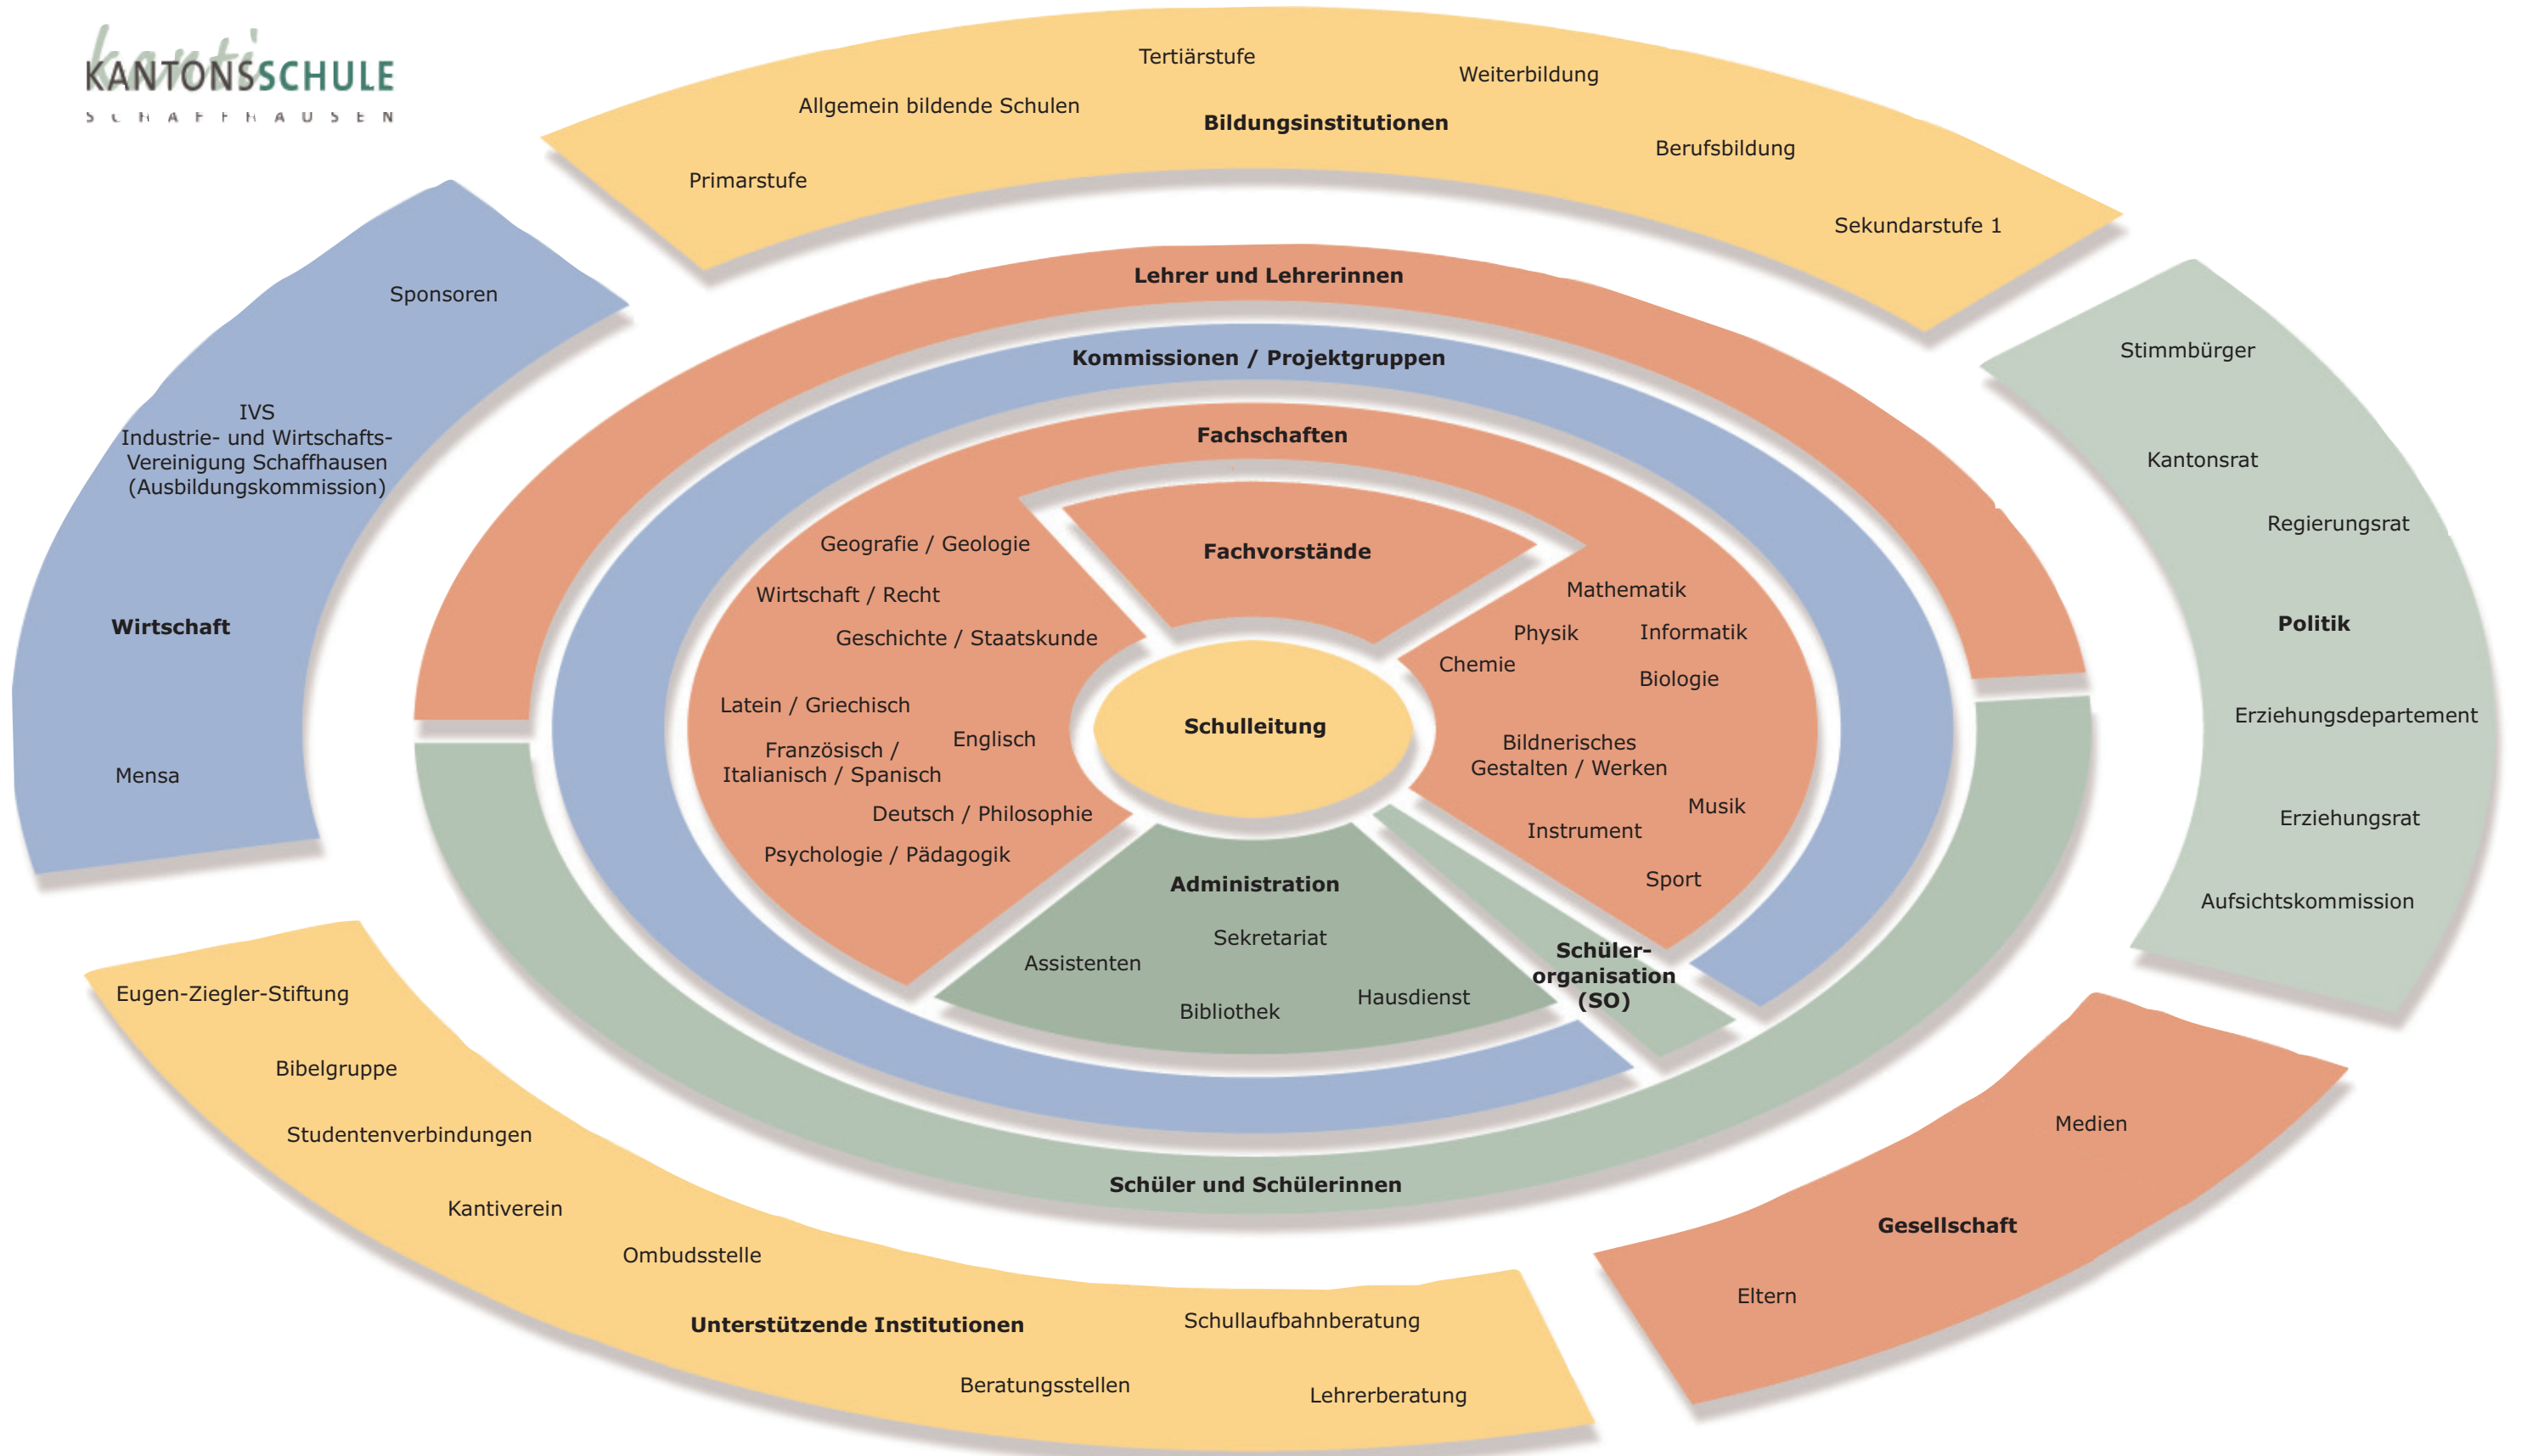 kanti
KANTONSSCHULE
SCHAFFHAUSEN
Tertiärstufe
Weiterbildung
Allgemein bildende Schulen
Bildungsinstitutionen
Berufsbildung
Primarstufe
Sekundarstufe 1
Sponsoren
IVS
Industrie- und Wirtschafts-
Vereinigung Schaffhausen
(Ausbildungskommission)
Wirtschaft
Mensa
Lehrer und Lehrerinnen
Kommissionen / Projektgruppen
Fachschaften
Fachvorstände
Geografie / Geologie
Wirtschaft / Recht
Geschichte / Staatskunde
Latein / Griechisch
Englisch
Französisch /
Italianisch / Spanisch
Deutsch / Philosophie
Psychologie / Pädagogik
Schulleitung
Mathematik
Physik
Informatik
Chemie
Biologie
Bildnerisches
Gestalten / Werken
Musik
Instrument
Sport
Administration
Sekretariat
Assistenten
Hausdienst
Bibliothek
Schüler-
organisation
(SO)
Schüler und Schülerinnen
Stimmbürger
Kantonsrat
Regierungsrat
Politik
Erziehungsdepartement
Erziehungsrat
Aufsichtskommission
Medien
Gesellschaft
Eltern
Eugen-Ziegler-Stiftung
Bibelgruppe
Studentenverbindungen
Kantiverein
Ombudsstelle
Unterstützende Institutionen
Schullaufbahnberatung
Beratungsstellen
Lehrerberatung